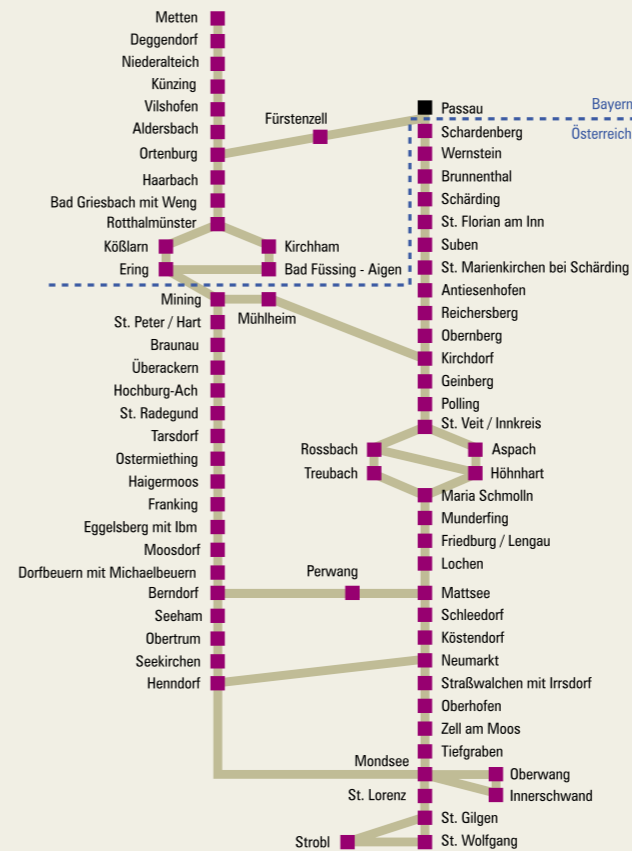 Metten
Deggendorf
Niederalteich
Künzing
Vilshofen
Aldersbach
Ortenburg
Haarbach
Bad Griesbach mit Weng
Rotthalmünster
Kößlarn
Ering
Fürstenzell
Kirchham
Bad Füssing - Aigen
Mining
Mühlheim
St. Peter / Hart
Braunau
Überackern
Hochburg-Ach
St. Radegund
Tarsdorf
Ostermiething
Haigermoos
Franking
Eggelsberg mit Ibm
Moosdorf
Dorfbeuern mit Michaelbeuern
Berndorf
Seeham
Obertrum
Seekirchen
Henndorf
Perwang
Passau
Bayern
Österreich
Schardenberg
Wernstein
Brunnenthal
Schärding
St. Florian am Inn
Suben
St. Marienkirchen bei Schärding
Antiesenhofen
Reichersberg
Obernberg
Kirchdorf
Geinberg
Polling
St. Veit / Innkreis
Rossbach
Aspach
Treubach
Höhnhart
Maria Schmolln
Munderfing
Friedburg / Lengau
Lochen
Mattsee
Schleedorf
Köstendorf
Neumarkt
Straßwalchen mit Irrsdorf
Oberhofen
Zell am Moos
Tiefgraben
Mondsee
Oberwang
Innerschwand
St. Lorenz
St. Gilgen
Strobl
St. Wolfgang